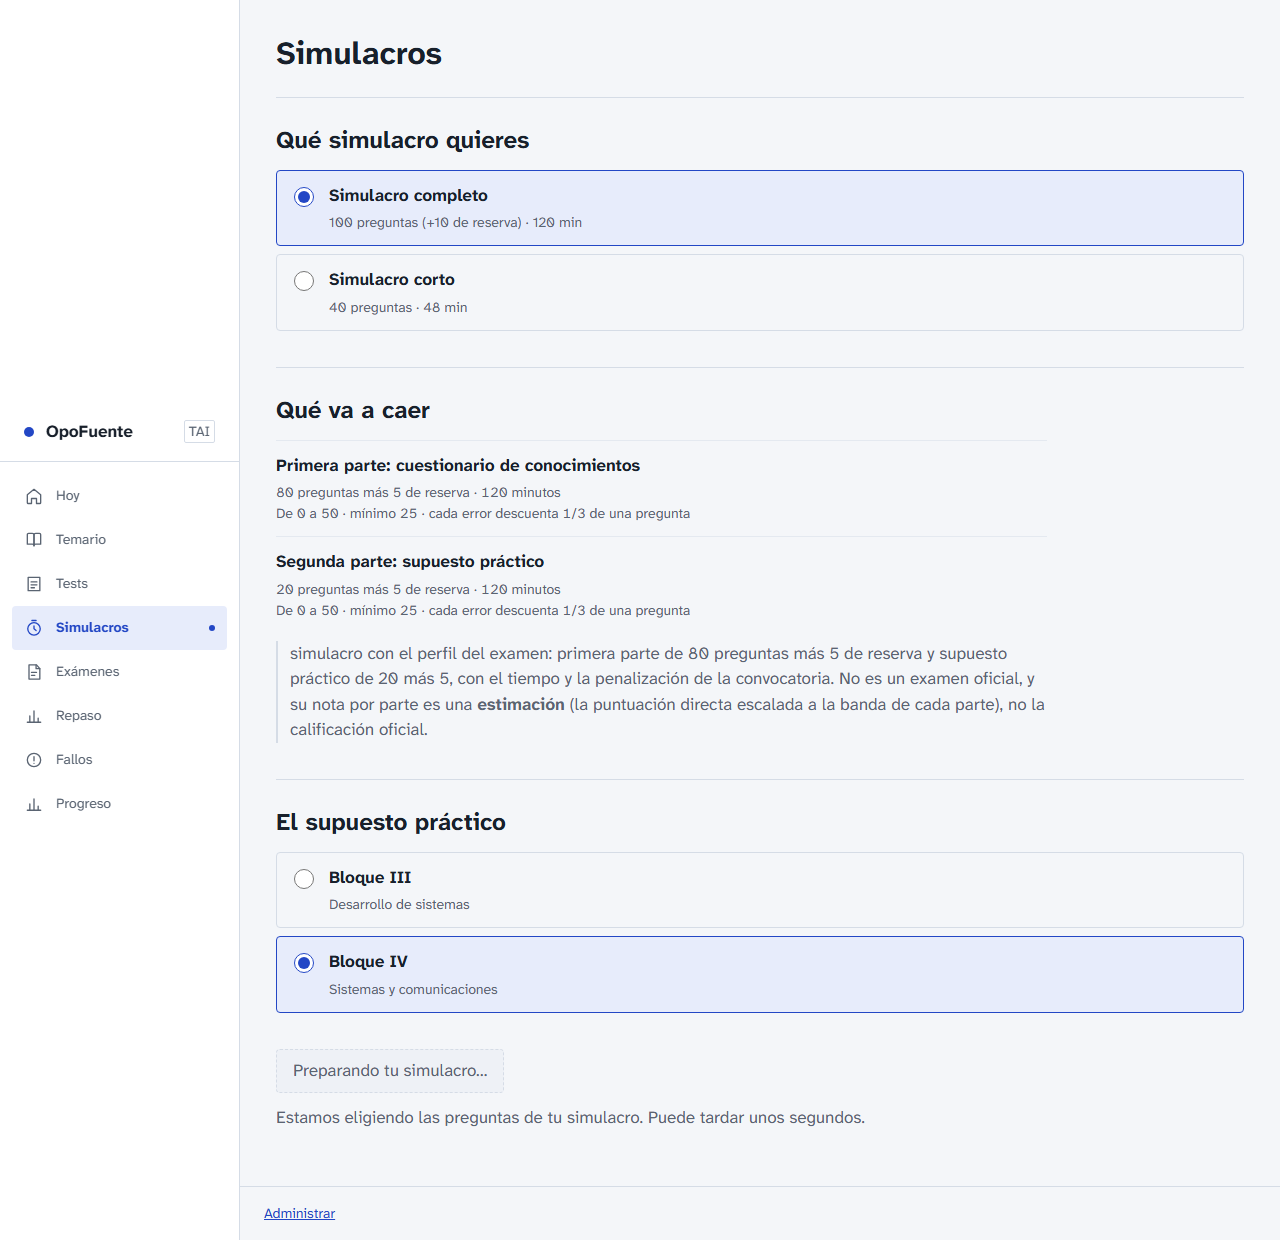 OpoFuente
TAI
Hoy
Temario
Tests
Simulacros
Exámenes
Repaso
Fallos
Progreso
Simulacros
Qué simulacro quieres
Simulacro completo
100 preguntas (+10 de reserva) · 120 min
Simulacro corto
40 preguntas · 48 min
Qué va a caer
Primera parte: cuestionario de conocimientos
80 preguntas más 5 de reserva · 120 minutos
De 0 a 50 · mínimo 25 · cada error descuenta 1/3 de una pregunta
Segunda parte: supuesto práctico
20 preguntas más 5 de reserva · 120 minutos
De 0 a 50 · mínimo 25 · cada error descuenta 1/3 de una pregunta
simulacro con el perfil del examen: primera parte de 80 preguntas más 5 de reserva y supuesto
práctico de 20 más 5, con el tiempo y la penalización de la convocatoria. No es un examen oficial, y
su nota por parte es una estimación (la puntuación directa escalada a la banda de cada parte), no la
calificación oficial.
El supuesto práctico
Bloque III
Desarrollo de sistemas
Bloque IV
Sistemas y comunicaciones
Preparando tu simulacro...
Estamos eligiendo las preguntas de tu simulacro. Puede tardar unos segundos.
Administrar